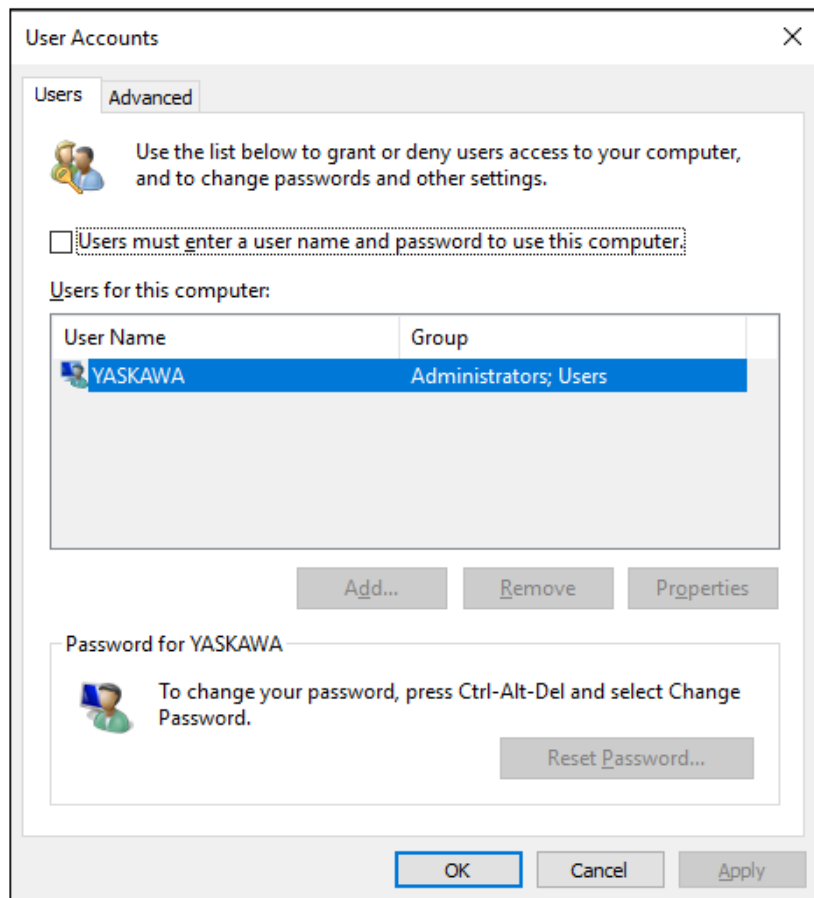 User Accounts
Users
Advanced
Use the list below to grant or deny users access to your computer,
and to change passwords and other settings.
Users must enter a user name and password to use this computer.
Users for this computer:
User Name Group
YASKAWA Administrators; Users
Add... Remove Properties
Password for YASKAWA
To change your password, press Ctrl-Alt-Del and select Change
Password.
Reset Password...
OK Cancel Apply